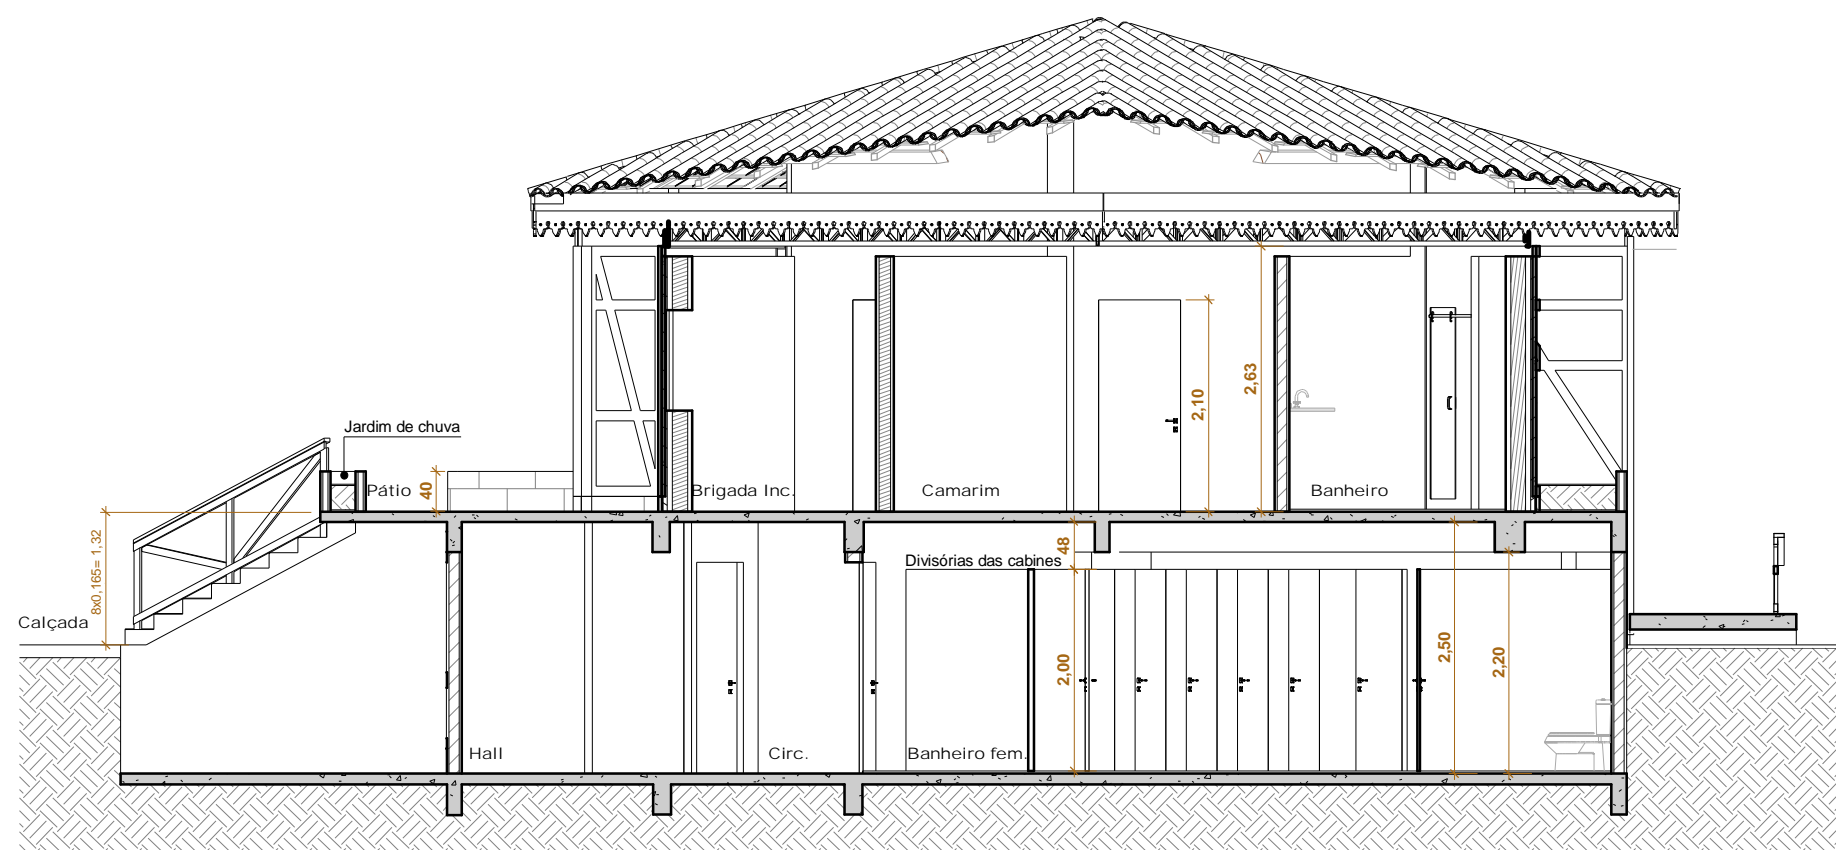 Jardim de chuva
Pátio
40
Brigada Inc.
Camarim
2,10
2,63
Banheiro
8x0,165= 1,32
Calçada
48
Divisórias das cabines
2,00
2,50
2,20
Hall
Circ.
Banheiro fem.